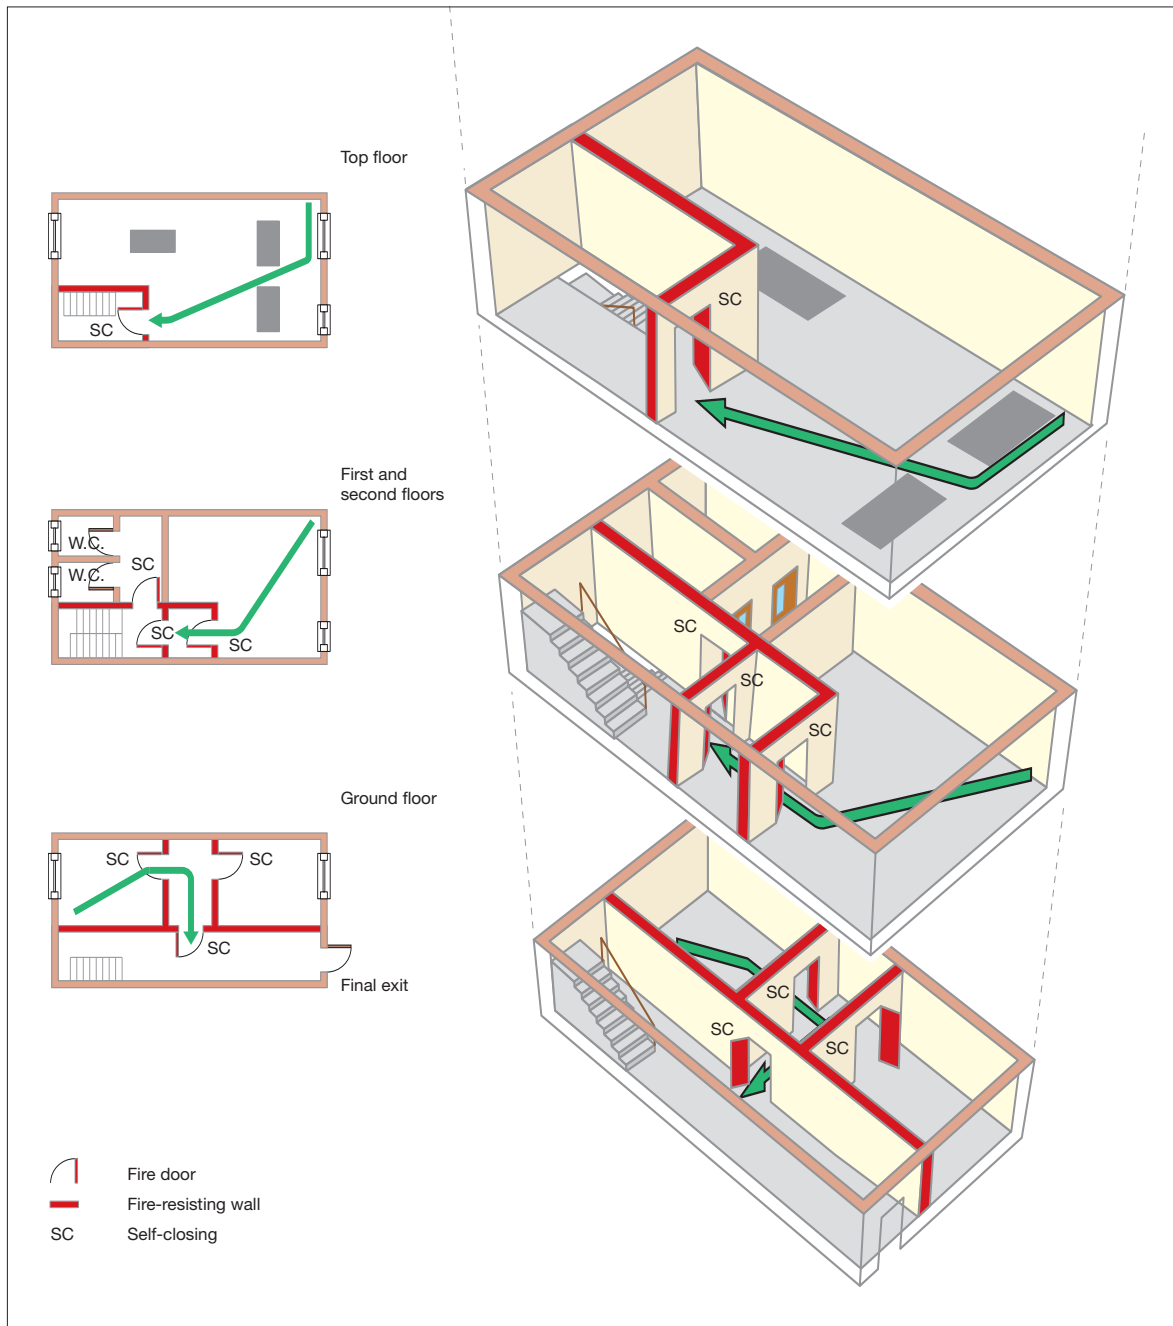 Top floor
SC
SC
First and
second floors
W.C.
SC
W.C.
SC
SC
SC
SC
SC
Ground floor
SC
SC
SC
Final exit
SC
SC
SC
Fire door
Fire-resisting wall
SC
Self-closing